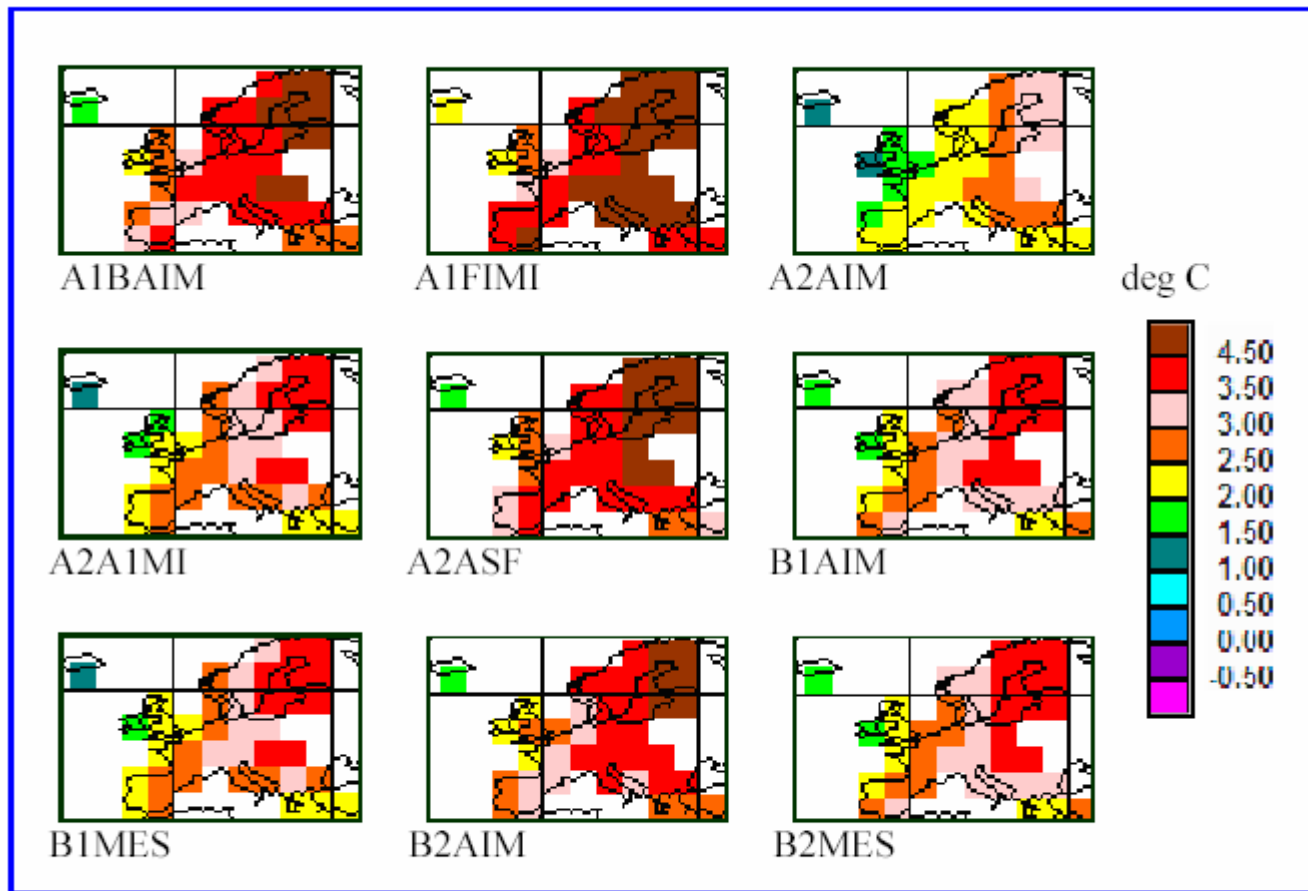 A1BAIM
A1FIMI
A2AIM
deg C
4.50
3.50
3.00
2.50
2.00
1.50
1.00
0.50
0.00
-0.50
A2A1MI
A2ASF
B1AIM
B1MES
B2AIM
B2MES